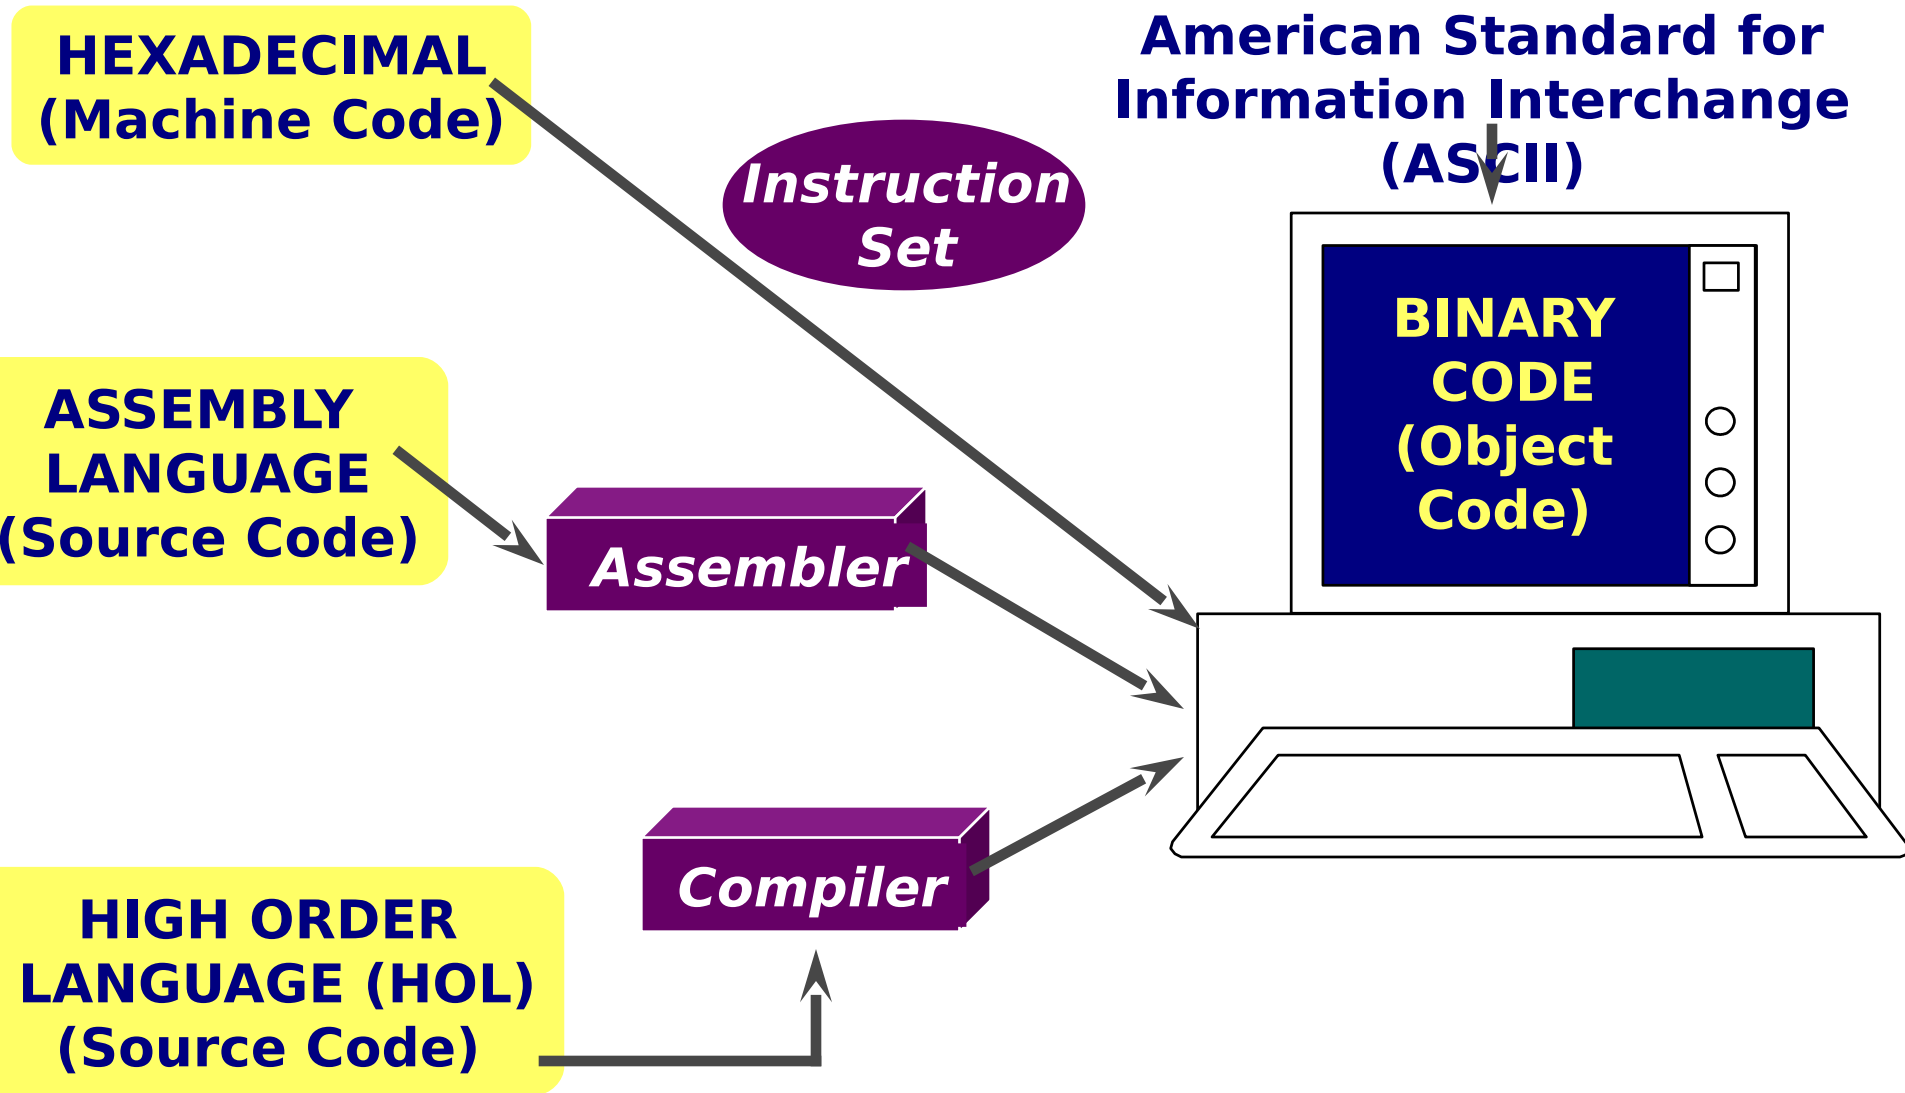 HEXADECIMAL
(Machine Code)
American Standard for
Information Interchange
(ASCII)
Instruction
Set
BINARY
CODE
(Object
Code)
ASSEMBLY
LANGUAGE
(Source Code)
Assembler
Compiler
HIGH ORDER
LANGUAGE (HOL)
(Source Code)